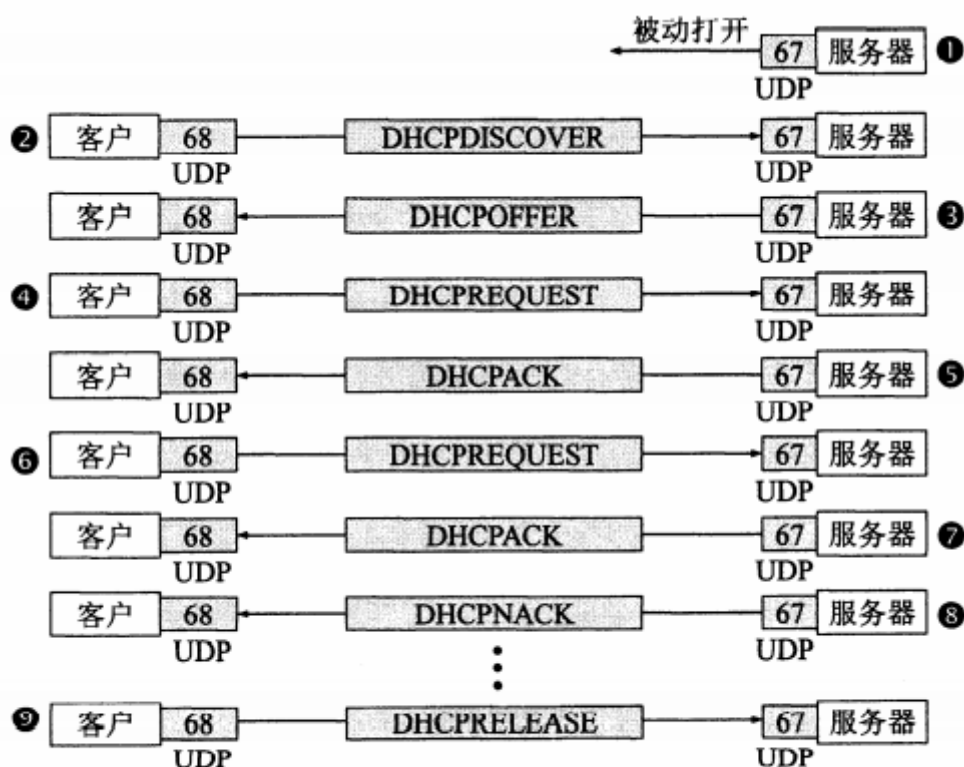 被动打开
67 服务器 ❶
UDP
❷ 客户 68 DHCPDISCOVER 67 服务器
UDP UDP
客户 68 DHCPOFFER 67 服务器 ❸
UDP UDP
❹ 客户 68 DHCPREQUEST 67 服务器
UDP UDP
客户 68 DHCPACK 67 服务器 ❺
UDP UDP
❻ 客户 68 DHCPREQUEST 67 服务器
UDP UDP
客户 68 DHCPACK 67 服务器 ❼
UDP UDP
客户 68 DHCPNACK 67 服务器 ❽
UDP UDP
❾ 客户 68 DHCPRELEASE 67 服务器
UDP UDP